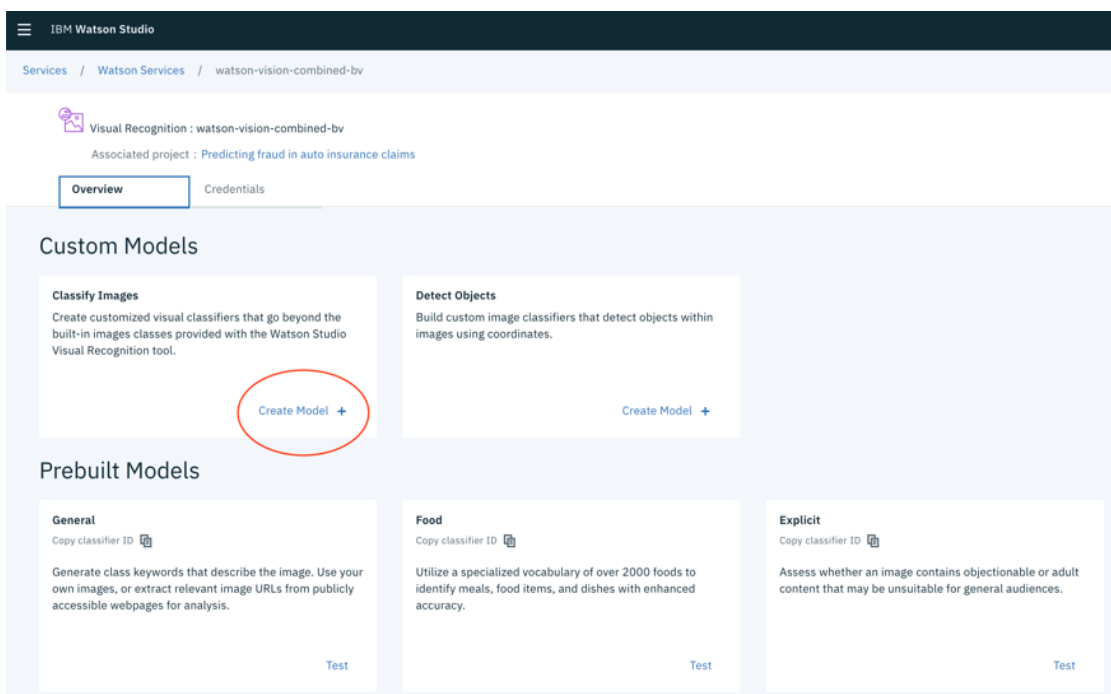 IBM Watson Studio
Services / Watson Services / watson-vision-combined-bv
Visual Recognition : watson-vision-combined-bv
Associated project : Predicting fraud in auto insurance claims
Overview Credentials
Custom Models
Classify Images
Create customized visual classifiers that go beyond the
built-in images classes provided with the Watson Studio
Visual Recognition tool.
Create Model +
Detect Objects
Build custom image classifiers that detect objects within
images using coordinates.
Create Model +
Prebuilt Models
General
Copy classifier ID
Generate class keywords that describe the image. Use your
own images, or extract relevant image URLs from publicly
accessible webpages for analysis.
Test
Food
Copy classifier ID
Utilize a specialized vocabulary of over 2000 foods to
identify meals, food items, and dishes with enhanced
accuracy.
Test
Explicit
Copy classifier ID
Assess whether an image contains objectionable or adult
content that may be unsuitable for general audiences.
Test